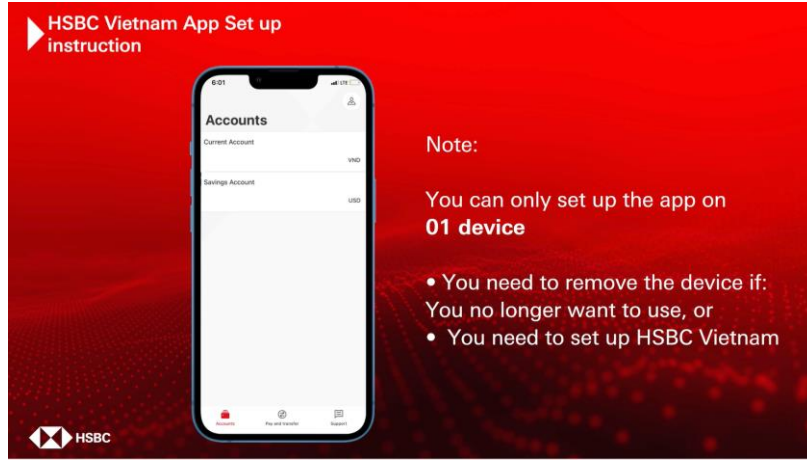 HSBC Vietnam App Set up
instruction
6:01
LTE
Accounts
Current Account
VND
Savings Account
USD
Accounts
Pay and transfer
Support
Note:
You can only set up the app on
01 device
• You need to remove the device if:
You no longer want to use, or
• You need to set up HSBC Vietnam
HSBC